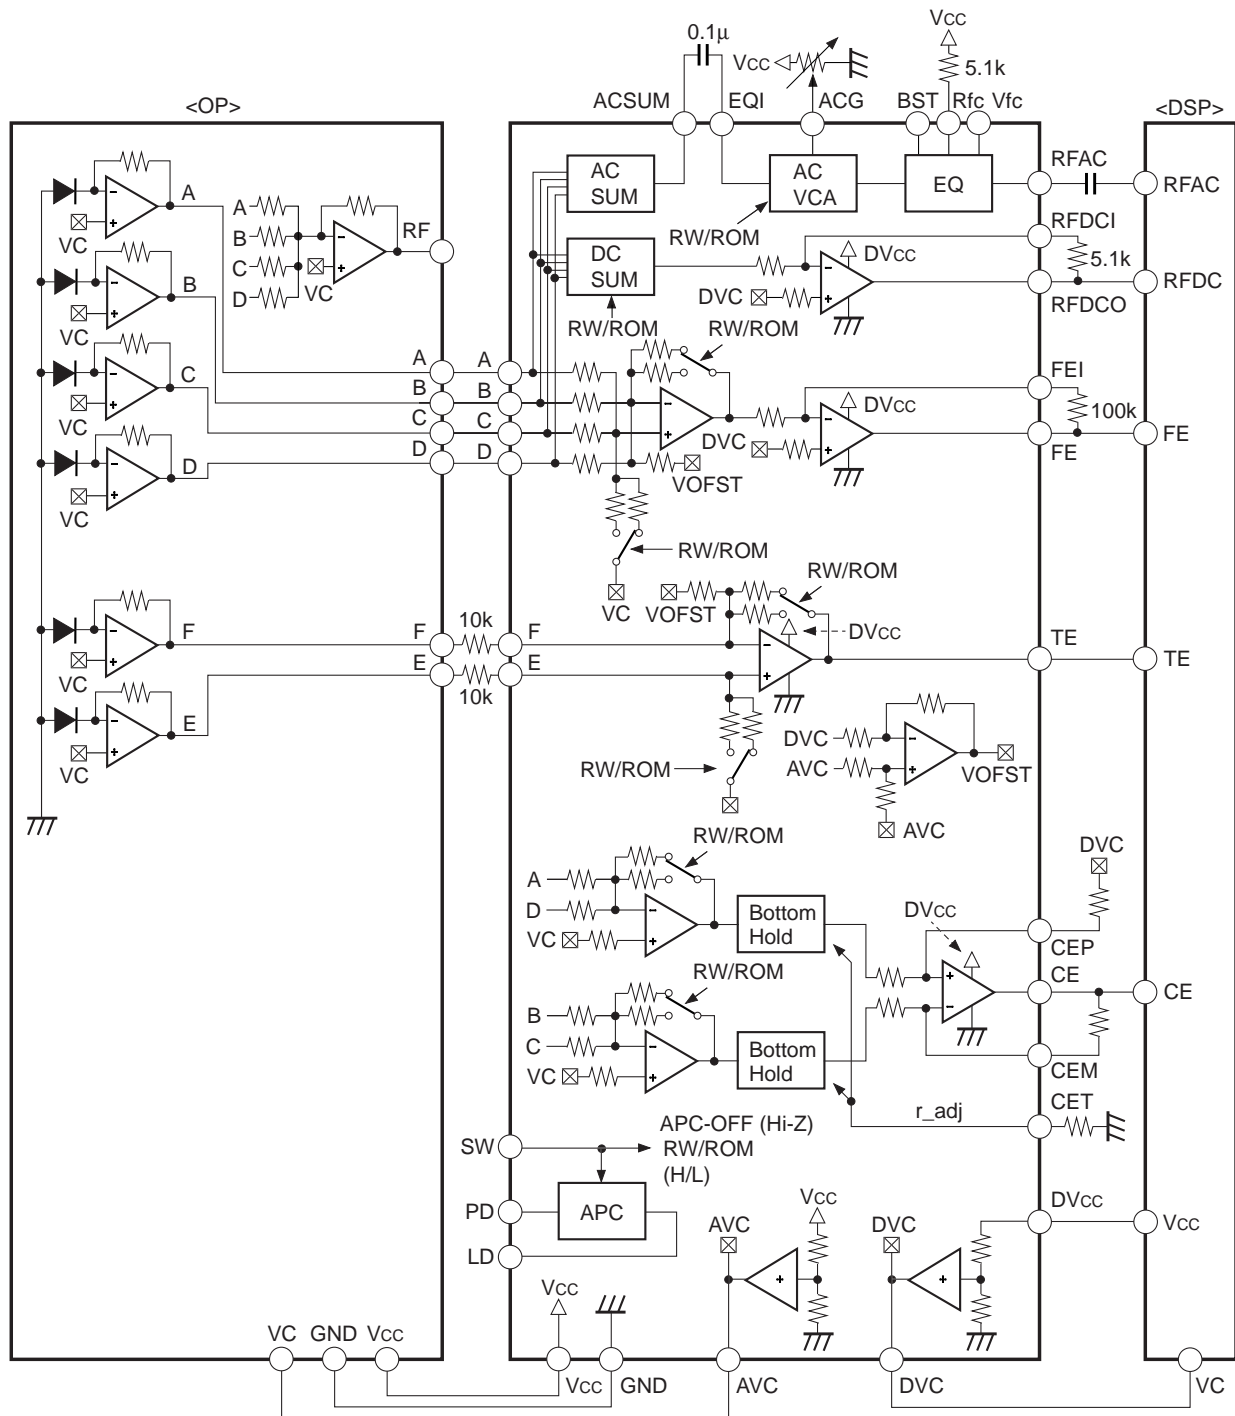 Vcc
0.1μ
Vcc
5.1k
<OP>
ACSUM
EQI
ACG
BST
Rfc
Vfc
<DSP>
A
VC
A
B
C
D
VC
RF
AC
SUM
AC
VCA
EQ
RFAC
RFAC
RW/ROM
RFDCI
B
VC
DC
SUM
DVcc
5.1k
RFDC
DVC
RFDCO
RW/ROM
RW/ROM
C
VC
A
A
B
B
C
C
D
D
FEI
DVcc
100k
DVC
FE
FE
D
VC
VOFST
RW/ROM
VC
VOFST
RW/ROM
F
VC
F
10k
F
DVcc
TE
TE
E
10k
E
E
VC
DVC
AVC
VOFST
RW/ROM
AVC
RW/ROM
A
D
VC
Bottom
Hold
DVC
DVcc
CEP
RW/ROM
CE
CE
B
C
VC
Bottom
Hold
CEM
r_adj
CET
SW
APC-OFF (Hi-Z)
RW/ROM
(H/L)
PD
APC
LD
AVC
Vcc
DVC
DVcc
Vcc
Vcc
VC
GND
Vcc
Vcc
GND
AVC
DVC
VC